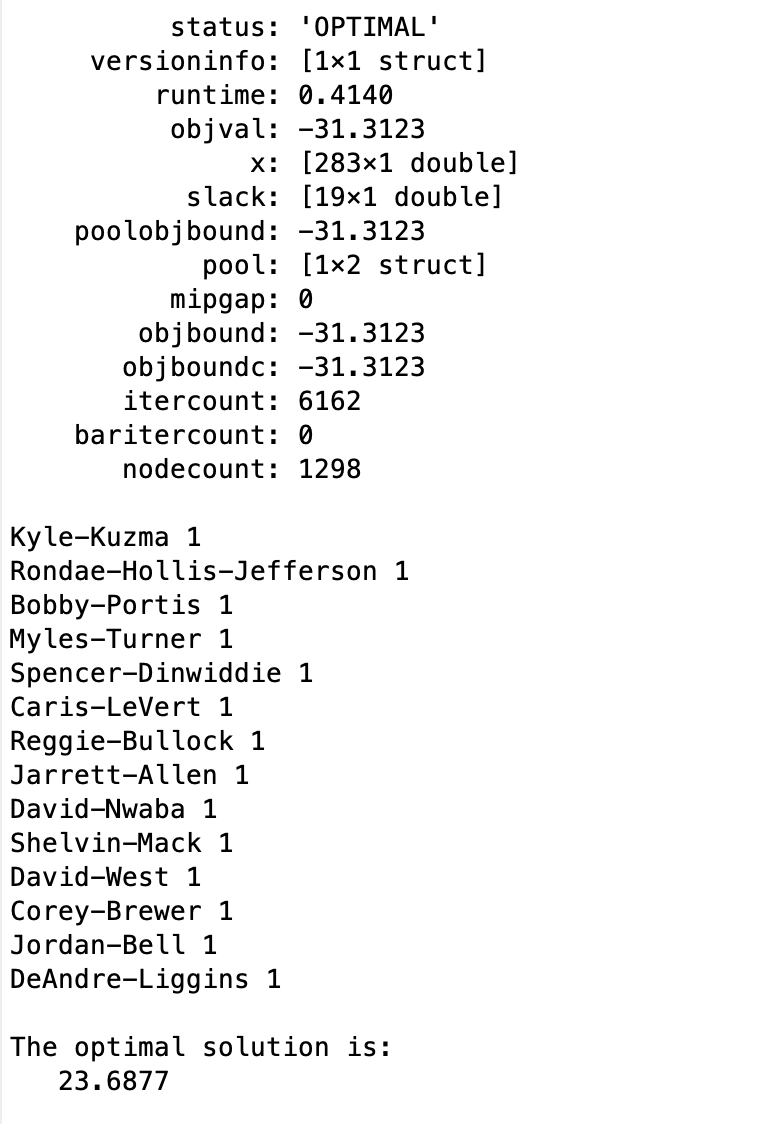 status: 'OPTIMAL'
versioninfo: [1×1 struct]
runtime: 0.4140
objval: -31.3123
x: [283×1 double]
slack: [19×1 double]
poolobjbound: -31.3123
pool: [1×2 struct]
mipgap: 0
objbound: -31.3123
objboundc: -31.3123
itercount: 6162
baritercount: 0
nodecount: 1298
Kyle-Kuzma 1
Rondae-Hollis-Jefferson 1
Bobby-Portis 1
Myles-Turner 1
Spencer-Dinwiddie 1
Caris-LeVert 1
Reggie-Bullock 1
Jarrett-Allen 1
David-Nwaba 1
Shelvin-Mack 1
David-West 1
Corey-Brewer 1
Jordan-Bell 1
DeAndre-Liggins 1
The optimal solution is:
23.6877